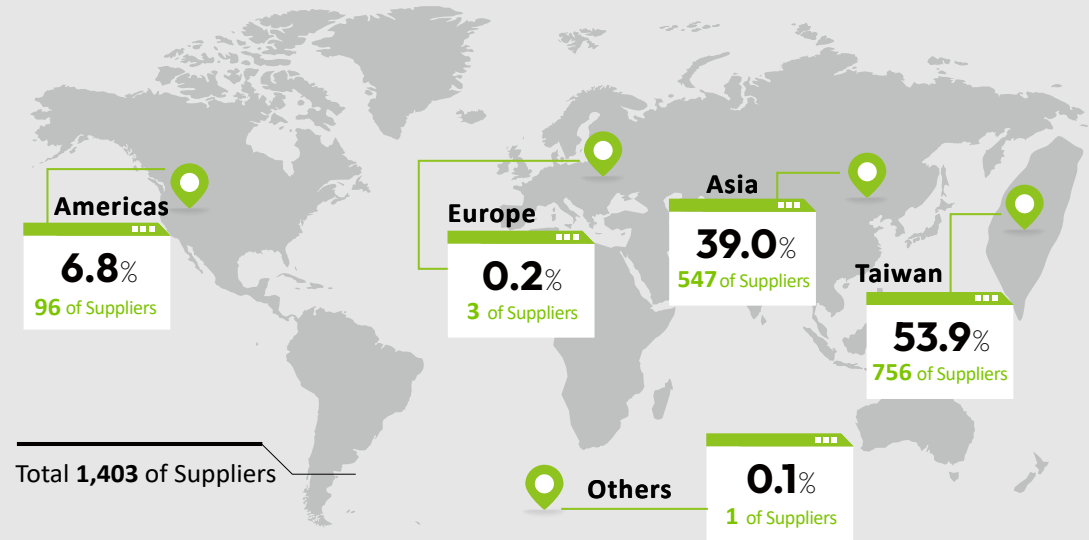 Americas
6.8%
96 of Suppliers
Europe
0.2%
3 of Suppliers
Asia
39.0%
547 of Suppliers
Taiwan
53.9%
756 of Suppliers
Total 1,403 of Suppliers
Others
0.1%
1 of Suppliers